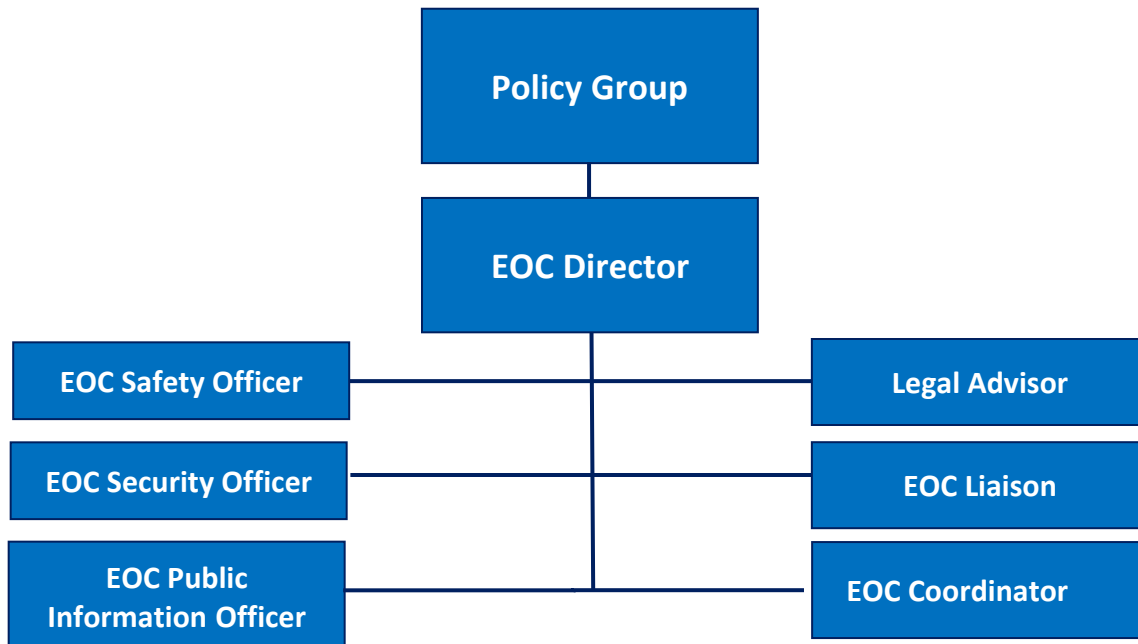 Policy Group
EOC Director
EOC Safety Officer
Legal Advisor
EOC Security Officer
EOC Liaison
EOC Public
Information Officer
EOC Coordinator